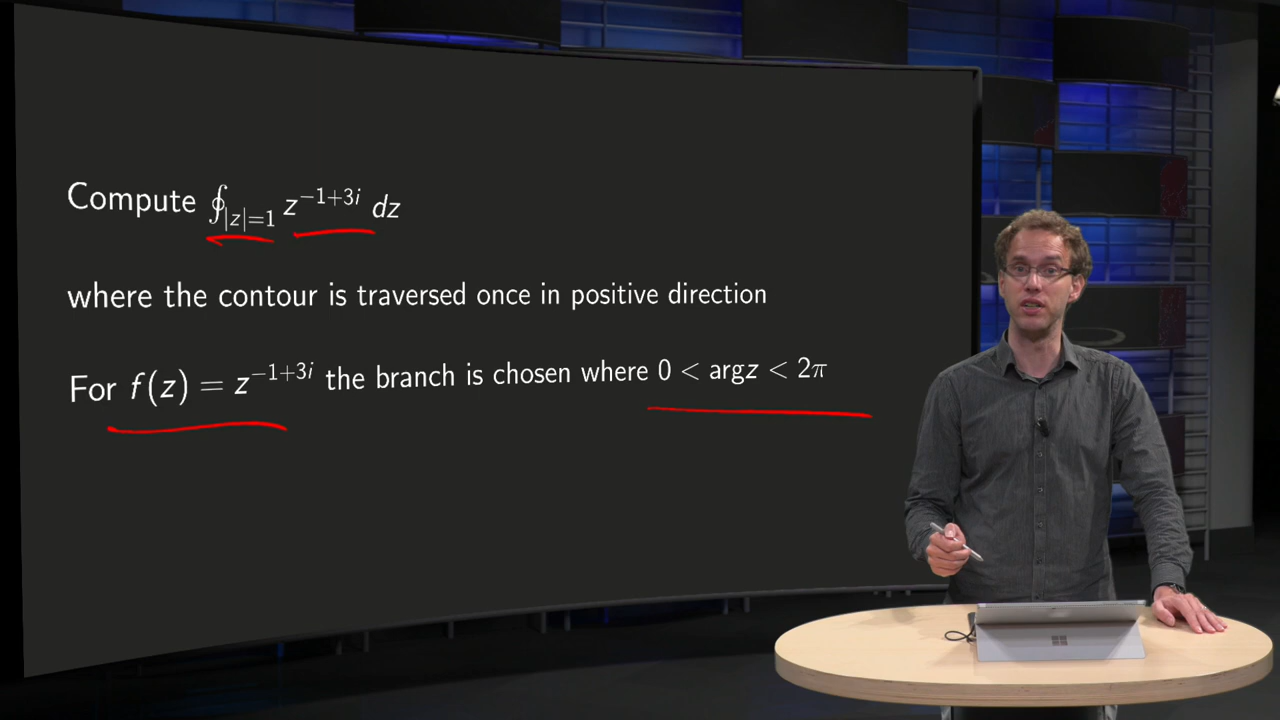 Compute ∮|z|=1 z^{−1+3i} dz
where the contour is traversed once in positive direction
For f(z) = z^{−1+3i} the branch is chosen where 0 < argz < 2π